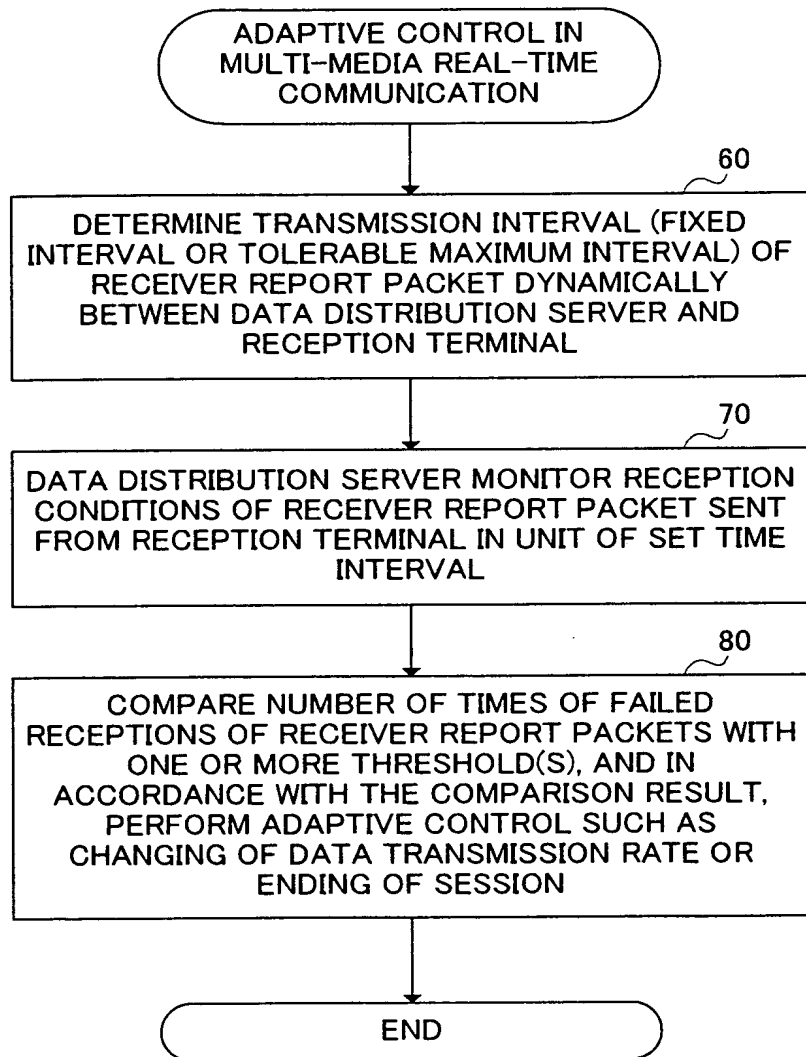 ADAPTIVE CONTROL IN
MULTI-MEDIA REAL-TIME
COMMUNICATION
60
DETERMINE TRANSMISSION INTERVAL (FIXED
INTERVAL OR TOLERABLE MAXIMUM INTERVAL) OF
RECEIVER REPORT PACKET DYNAMICALLY
BETWEEN DATA DISTRIBUTION SERVER AND
RECEPTION TERMINAL
70
DATA DISTRIBUTION SERVER MONITOR RECEPTION
CONDITIONS OF RECEIVER REPORT PACKET SENT
FROM RECEPTION TERMINAL IN UNIT OF SET TIME
INTERVAL
80
COMPARE NUMBER OF TIMES OF FAILED
RECEPTIONS OF RECEIVER REPORT PACKETS WITH
ONE OR MORE THRESHOLD(S), AND IN
ACCORDANCE WITH THE COMPARISON RESULT,
PERFORM ADAPTIVE CONTROL SUCH AS
CHANGING OF DATA TRANSMISSION RATE OR
ENDING OF SESSION
END